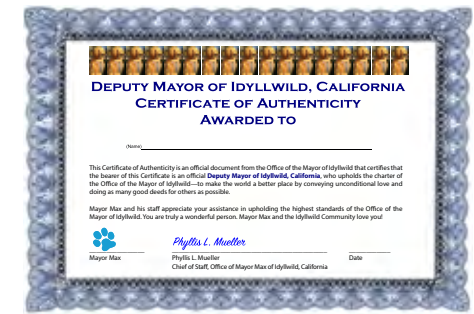 DEPUTY MAYOR OF IDYLLWILD, CALIFORNIA
CERTIFICATE OF AUTHENTICITY
AWARDED TO
(Name)
This Certificate of Authenticity is an official document from the Office of the Mayor of Idyllwild that certifies that
the bearer of this Certificate is an official Deputy Mayor of Idyllwild, California, who upholds the charter of
the Office of the Mayor of Idyllwild—to make the world a better place by conveying unconditional love and
doing as many good deeds for others as possible.
Mayor Max and his staff appreciate your assistance in upholding the highest standards of the Office of the
Mayor of Idyllwild. You are truly a wonderful person. Mayor Max and the Idyllwild Community love you!
Phyllis L. Mueller
Mayor Max Phyllis L. Mueller Date
Chief of Staff, Office of Mayor Max of Idyllwild, California